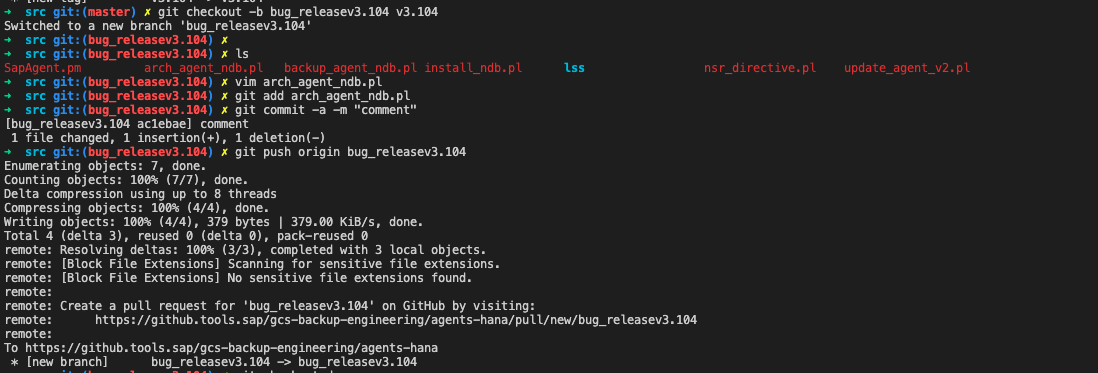 ➜ src git:(master) ✗ git checkout -b bug_releasev3.104 v3.104
Switched to a new branch 'bug_releasev3.104'
➜ src git:(bug_releasev3.104) ✗
➜ src git:(bug_releasev3.104) ✗ ls
SapAgent.pm arch_agent_ndb.pl backup_agent_ndb.pl install_ndb.pl lss nsr_directive.pl update_agent_v2.pl
➜ src git:(bug_releasev3.104) ✗ vim arch_agent_ndb.pl
➜ src git:(bug_releasev3.104) ✗ git add arch_agent_ndb.pl
➜ src git:(bug_releasev3.104) ✗ git commit -a -m "comment"
[bug_releasev3.104 ac1ebae] comment
1 file changed, 1 insertion(+), 1 deletion(-)
➜ src git:(bug_releasev3.104) ✗ git push origin bug_releasev3.104
Enumerating objects: 7, done.
Counting objects: 100% (7/7), done.
Delta compression using up to 8 threads
Compressing objects: 100% (4/4), done.
Writing objects: 100% (4/4), 379 bytes | 379.00 KiB/s, done.
Total 4 (delta 3), reused 0 (delta 0), pack-reused 0
remote: Resolving deltas: 100% (3/3), completed with 3 local objects.
remote: [Block File Extensions] Scanning for sensitive file extensions.
remote: [Block File Extensions] No sensitive file extensions found.
remote:
remote: Create a pull request for 'bug_releasev3.104' on GitHub by visiting:
remote: https://github.tools.sap/gcs-backup-engineering/agents-hana/pull/new/bug_releasev3.104
remote:
To https://github.tools.sap/gcs-backup-engineering/agents-hana
* [new branch] bug_releasev3.104 -> bug_releasev3.104